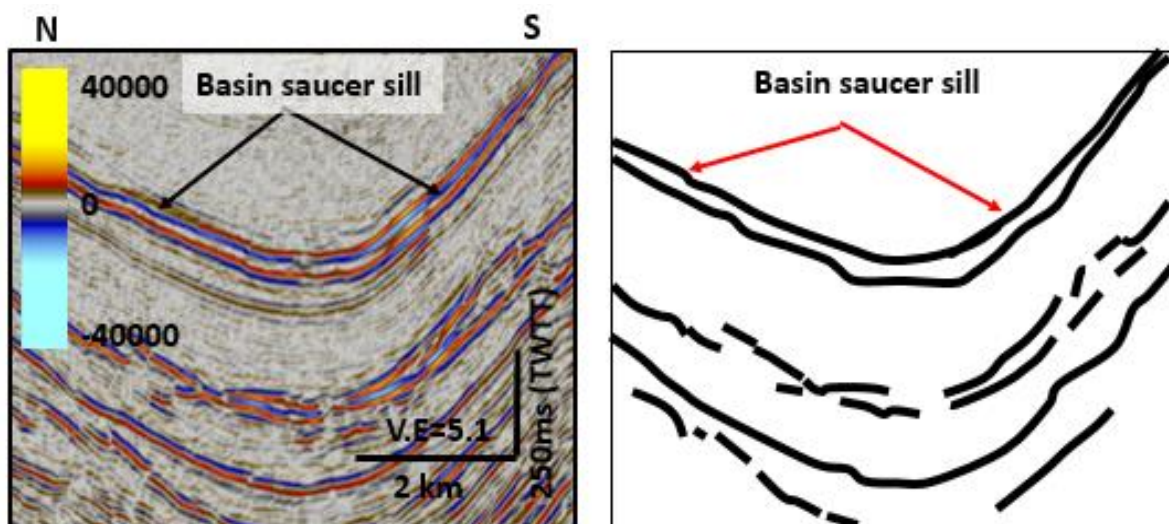 N
S
40000
Basin saucer sill
0
-40000
V.E=5.1
2 km
250ms (TWTT)
Basin saucer sill